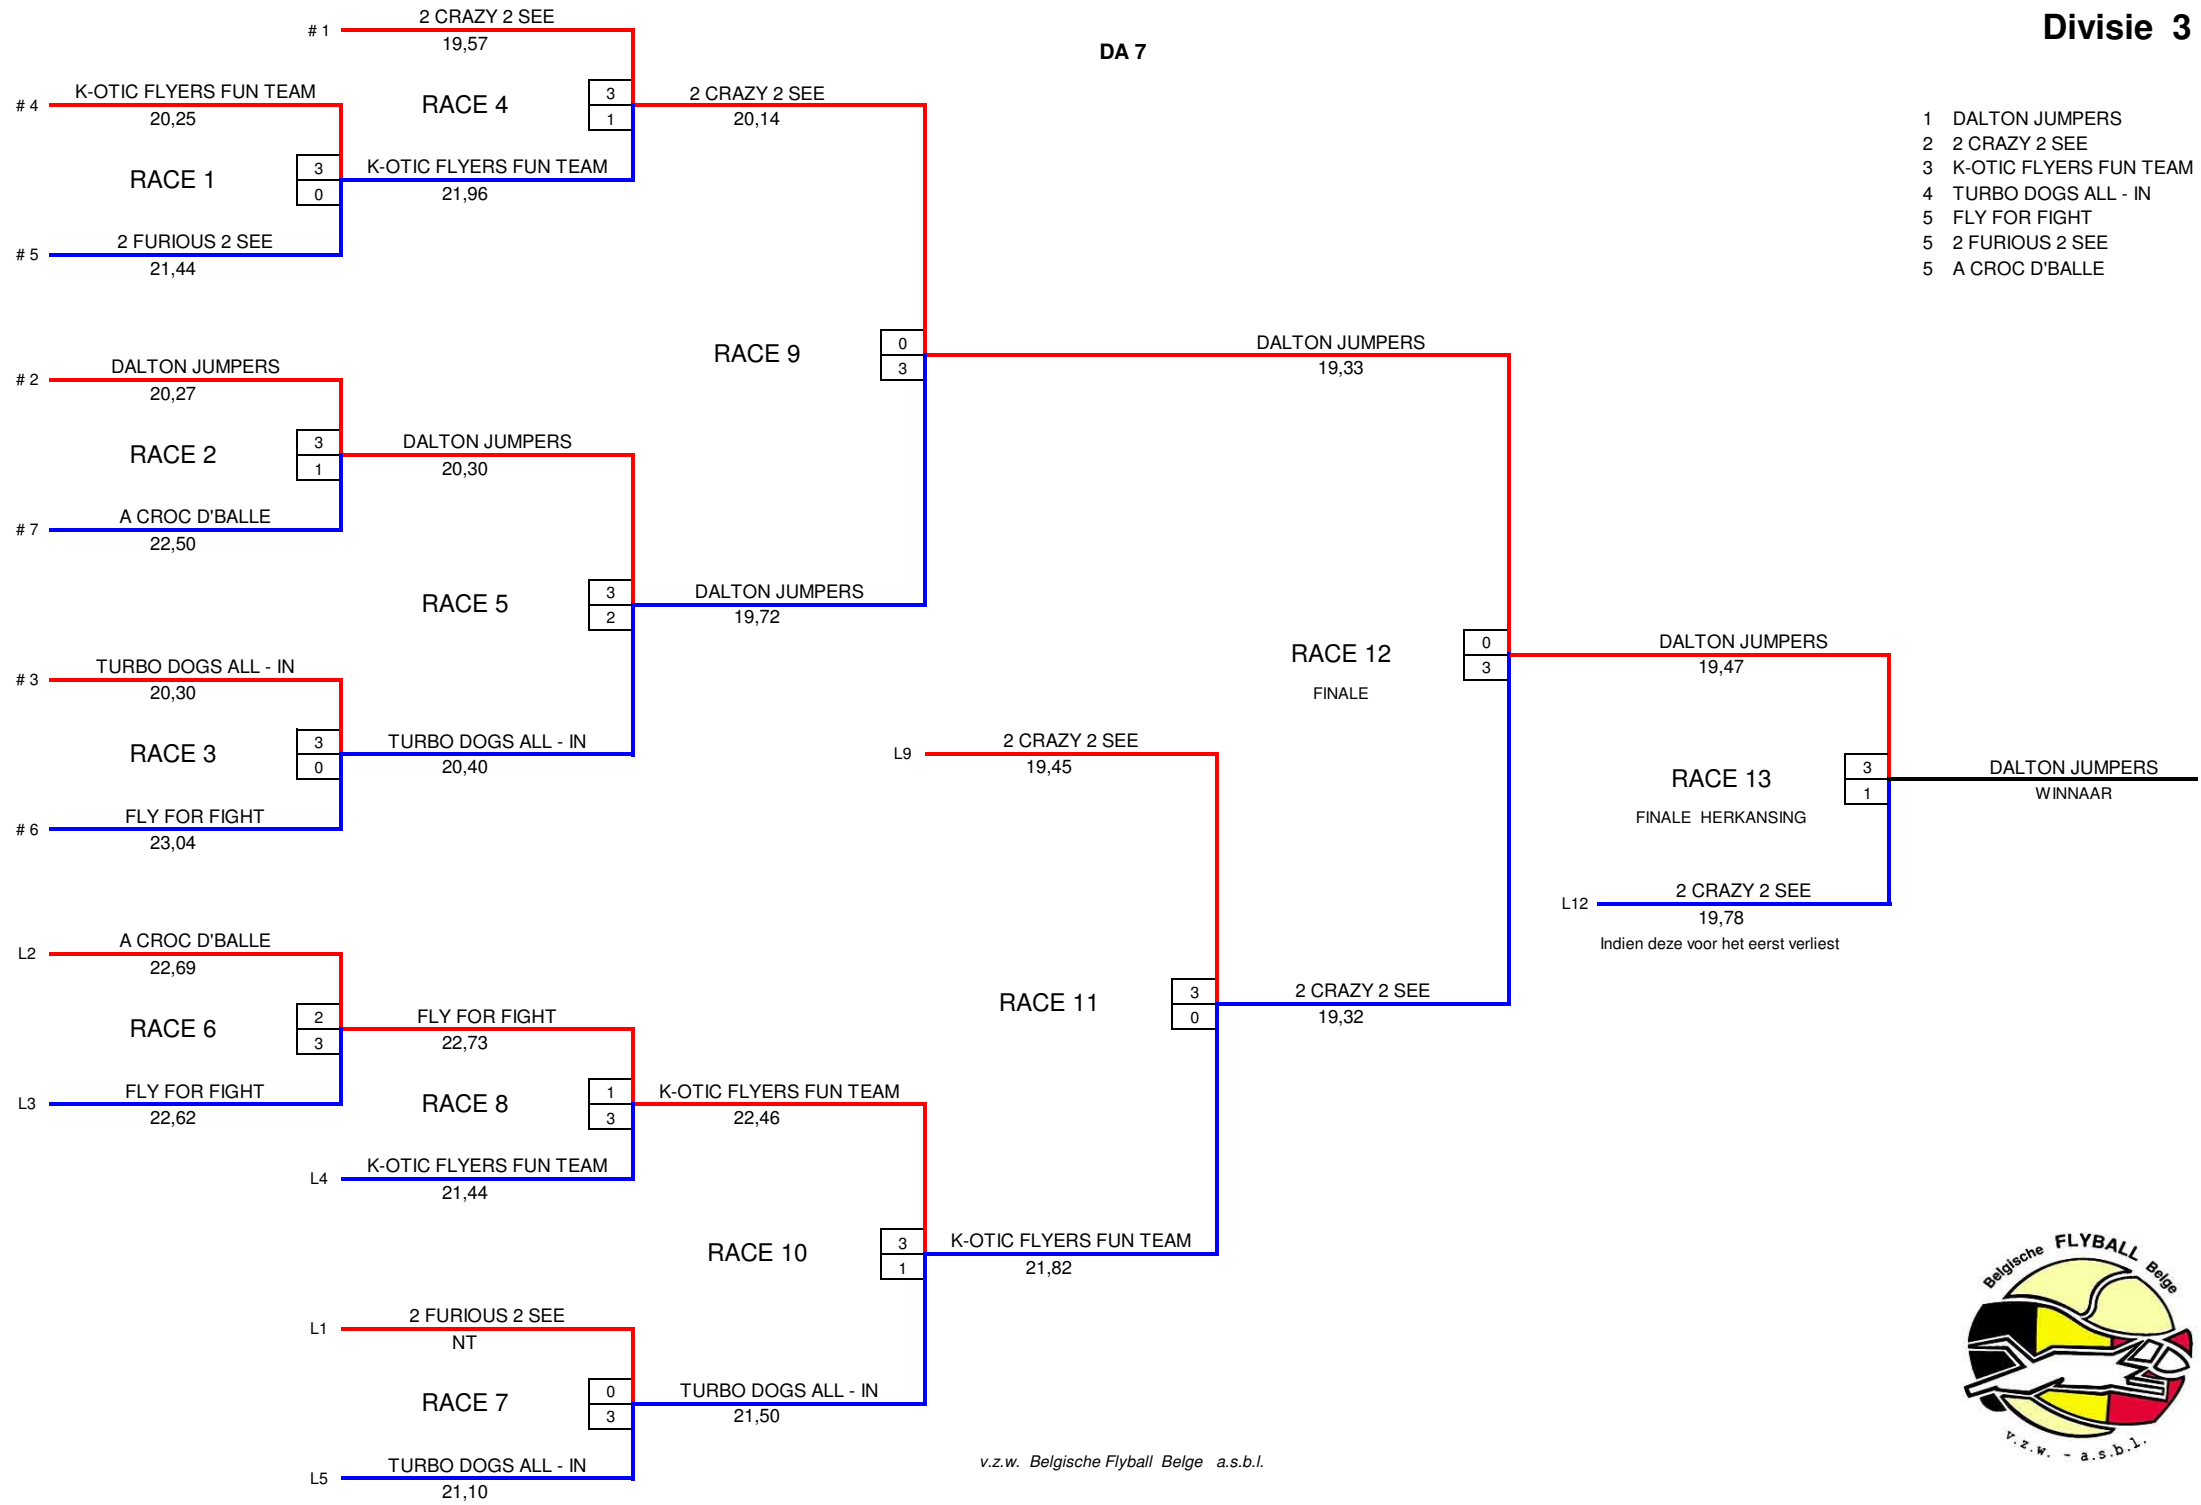 Divisie 3
DA 7
1 DALTON JUMPERS
2 2 CRAZY 2 SEE
3 K-OTIC FLYERS FUN TEAM
4 TURBO DOGS ALL - IN
5 FLY FOR FIGHT
5 2 FURIOUS 2 SEE
5 A CROC D'BALLE
# 1 2 CRAZY 2 SEE
19,57
# 4 K-OTIC FLYERS FUN TEAM
20,25
RACE 1
3
0
# 5 2 FURIOUS 2 SEE
21,44
RACE 4
3
1
K-OTIC FLYERS FUN TEAM
21,96
2 CRAZY 2 SEE
20,14
# 2 DALTON JUMPERS
20,27
RACE 2
3
1
# 7 A CROC D'BALLE
22,50
DALTON JUMPERS
20,30
RACE 5
3
2
DALTON JUMPERS
19,72
# 3 TURBO DOGS ALL - IN
20,30
RACE 3
3
0
# 6 FLY FOR FIGHT
23,04
TURBO DOGS ALL - IN
20,40
RACE 9
0
3
DALTON JUMPERS
19,33
L2 A CROC D'BALLE
22,69
RACE 6
2
3
L3 FLY FOR FIGHT
22,62
FLY FOR FIGHT
22,73
RACE 8
1
3
L4 K-OTIC FLYERS FUN TEAM
21,44
K-OTIC FLYERS FUN TEAM
22,46
RACE 10
3
1
L1 2 FURIOUS 2 SEE
NT
RACE 7
0
3
L5 TURBO DOGS ALL - IN
21,10
TURBO DOGS ALL - IN
21,50
L9 2 CRAZY 2 SEE
19,45
RACE 11
3
0
K-OTIC FLYERS FUN TEAM
21,82
2 CRAZY 2 SEE
19,32
RACE 12
FINALE
0
3
DALTON JUMPERS
19,47
RACE 13
FINALE HERKANSING
3
1
L12 2 CRAZY 2 SEE
19,78
Indien deze voor het eerst verliest
DALTON JUMPERS
WINNAAR
v.z.w. Belgische Flyball Belge a.s.b.l.
Belgische FLYBALL Belge
v.z.w. - a.s.b.l.